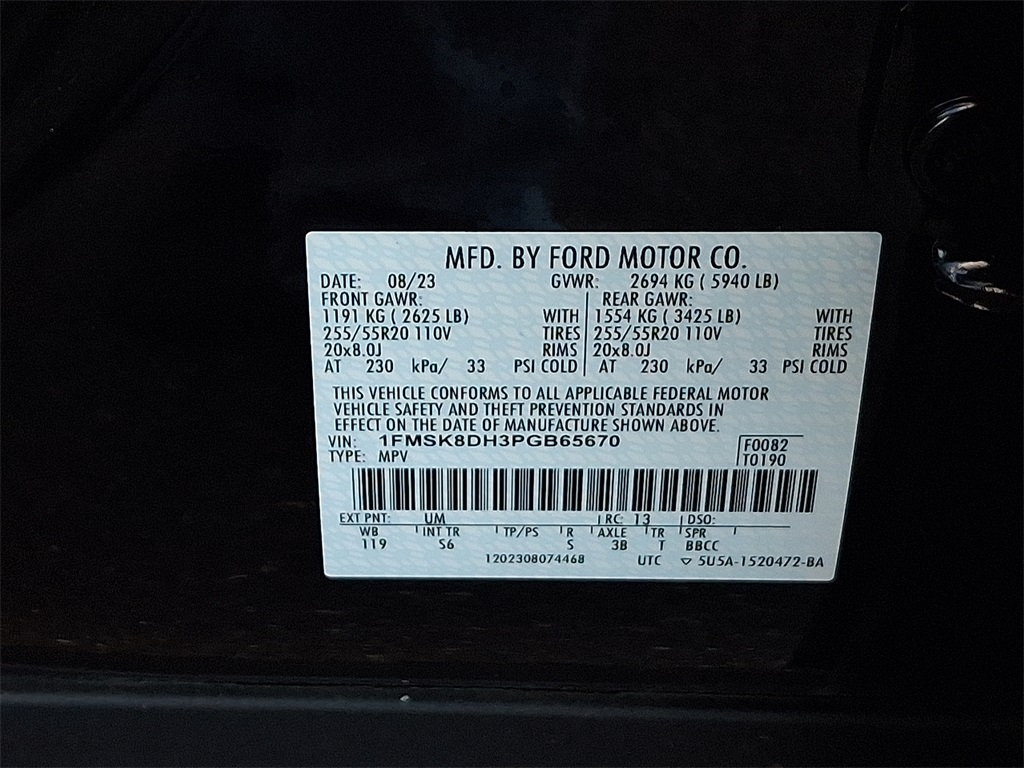 MFD. BY FORD MOTOR CO.
DATE: 08/23 GVWR: 2694 KG ( 5940 LB)
FRONT GAWR: REAR GAWR:
1191 KG ( 2625 LB) WITH 1554 KG ( 3425 LB) WITH
255/55R20 110V TIRES 255/55R20 110V TIRES
20x8.0J RIMS 20x8.0J RIMS
AT 230 kPa/ 33 PSI COLD AT 230 kPa/ 33 PSI COLD
THIS VEHICLE CONFORMS TO ALL APPLICABLE FEDERAL MOTOR
VEHICLE SAFETY AND THEFT PREVENTION STANDARDS IN
EFFECT ON THE DATE OF MANUFACTURE SHOWN ABOVE.
VIN: 1FMSK8DH3PGB65670 F0082
TYPE: MPV T0190
EXT PNT: UM RC: 13 DSO:
WB INT TR TP/PS R AXLE TR SPR
119 S6 S 3B T BBCC
1202308074468 UTC ▽ 5U5A-1520472-BA